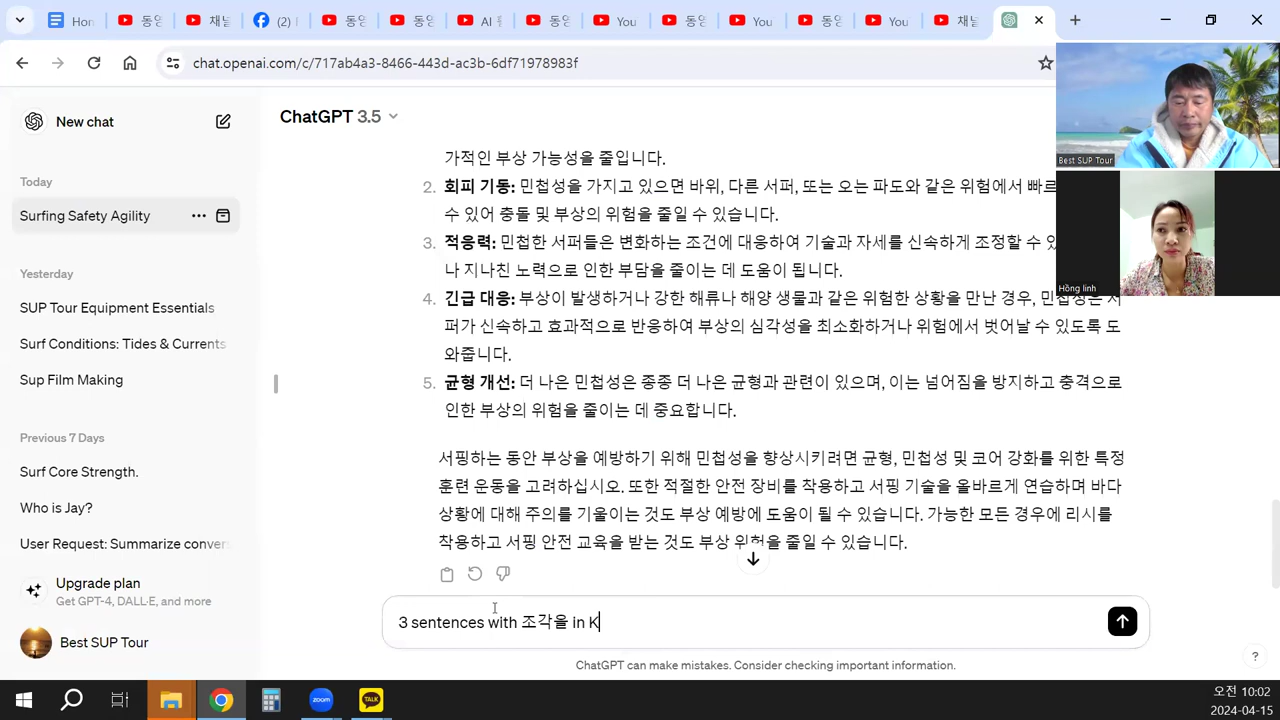 Hom
동영
채널
(2)
동영
동영
AI 동
동영
You
동영
You
동영
You
채널
chat.openai.com/c/717ab4a3-8466-443d-ac3b-6df71978983f
New chat
Today
Surfing Safety Agility
Yesterday
SUP Tour Equipment Essentials
Surf Conditions: Tides & Currents
Sup Film Making
Previous 7 Days
Surf Core Strength.
Who is Jay?
User Request: Summarize conver
Upgrade plan
Get GPT-4, DALL·E, and more
Best SUP Tour
ChatGPT 3.5
가적인 부상 가능성을 줄입니다.
2. 회피 기동: 민첩성을 가지고 있으면 바위, 다른 서퍼, 또는 오는 파도와 같은 위험에서 빠르
수 있어 충돌 및 부상의 위험을 줄일 수 있습니다.
3. 적응력: 민첩한 서퍼들은 변화하는 조건에 대응하여 기술과 자세를 신속하게 조정할 수
나 지나친 노력으로 인한 부담을 줄이는 데 도움이 됩니다.
4. 긴급 대응: 부상이 발생하거나 강한 해류나 해양 생물과 같은 위험한 상황을 만난 경우, 민첩성은 서
퍼가 신속하고 효과적으로 반응하여 부상의 심각성을 최소화하거나 위험에서 벗어날 수 있도록 도
와줍니다.
5. 균형 개선: 더 나은 민첩성은 종종 더 나은 균형과 관련이 있으며, 이는 넘어짐을 방지하고 충격으로
인한 부상의 위험을 줄이는 데 중요합니다.
서핑하는 동안 부상을 예방하기 위해 민첩성을 향상시키려면 균형, 민첩성 및 코어 강화를 위한 특정
훈련 운동을 고려하십시오. 또한 적절한 안전 장비를 착용하고 서핑 기술을 올바르게 연습하며 바다
상황에 대해 주의를 기울이는 것도 부상 예방에 도움이 될 수 있습니다. 가능한 모든 경우에 리시를
착용하고 서핑 안전 교육을 받는 것도 부상 위험을 줄일 수 있습니다.
3 sentences with 조각을 in K
ChatGPT can make mistakes. Consider checking important information.
?
Best SUP Tour
Hồng linh
zoom
TALK
오전 10:02
2024-04-15